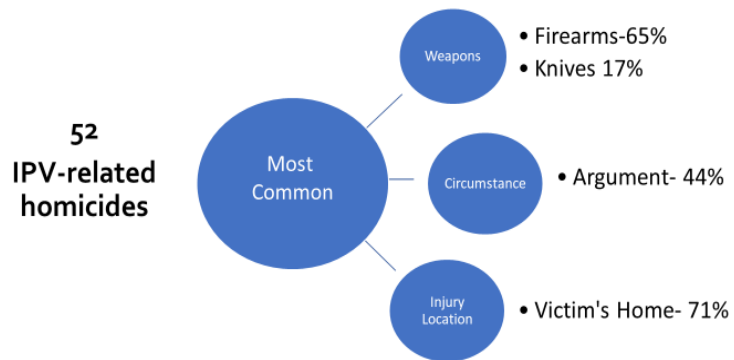 52
IPV-related
homicides
Most
Common
Weapons
• Firearms-65%
• Knives 17%
Circumstance
• Argument- 44%
Injury
Location
• Victim's Home- 71%